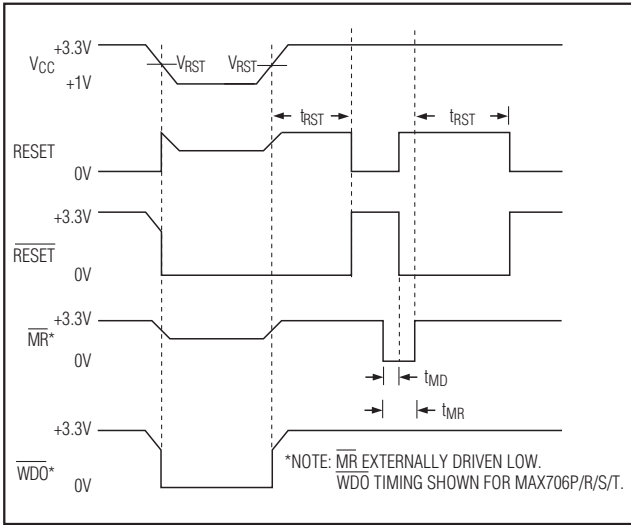 +3.3V
VCC
+1V
VRST
VRST
tRST
tRST
RESET
0V
+3.3V
RESET
0V
+3.3V
MR*
0V
tMD
tMR
+3.3V
WDO*
0V
*NOTE: MR EXTERNALLY DRIVEN LOW.
WDO TIMING SHOWN FOR MAX706P/R/S/T.